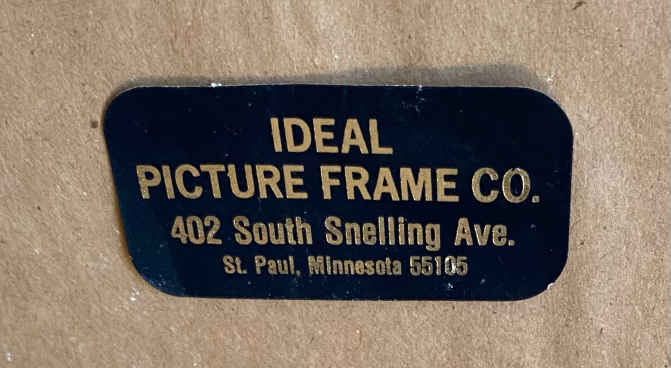 IDEAL
PICTURE FRAME CO.
402 South Snelling Ave.
St. Paul, Minnesota 55105